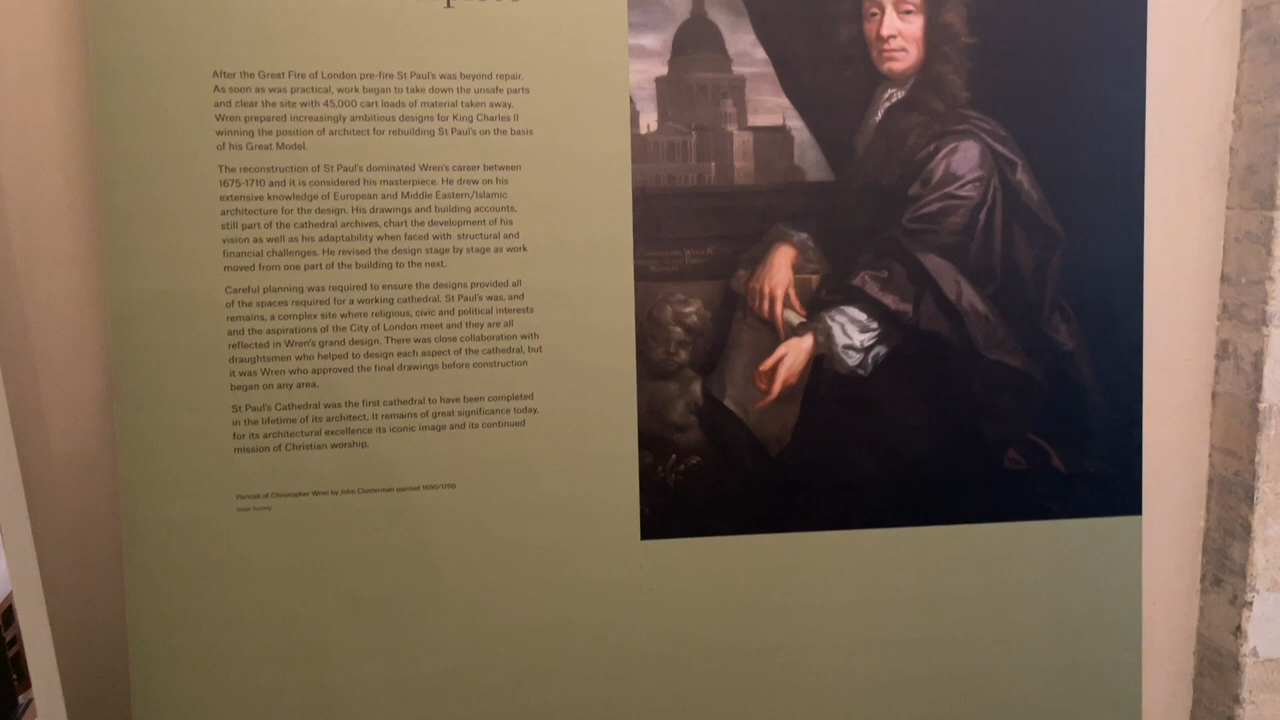 After the Great Fire of London pre-fire St Paul's was beyond repair.
As soon as was practical, work began to take down the unsafe parts
and clear the site with 45,000 cart loads of material taken away.
Wren prepared increasingly ambitious designs for King Charles II
winning the position of architect for rebuilding St Paul's on the basis
of his Great Model.
The reconstruction of St Paul's dominated Wren's career between
1675-1710 and it is considered his masterpiece. He drew on his
extensive knowledge of European and Middle Eastern/Islamic
architecture for the design. His drawings and building accounts,
still part of the cathedral archives, chart the development of his
vision as well as his adaptability when faced with structural and
financial challenges. He revised the design stage by stage as work
moved from one part of the building to the next.
Careful planning was required to ensure the designs provided all
of the spaces required for a working cathedral. St Paul's was, and
remains, a complex site where religious, civic and political interests
and the aspirations of the City of London meet and they are all
reflected in Wren's grand design. There was close collaboration with
draughtsmen who helped to design each aspect of the cathedral, but
it was Wren who approved the final drawings before construction
began on any area.
St Paul's Cathedral was the first cathedral to have been completed
in the lifetime of its architect. It remains of great significance today,
for its architectural excellence its iconic image and its continued
mission of Christian worship.
Portrait of Christopher Wren by John Closterman painted 1690/1700
Royal Society